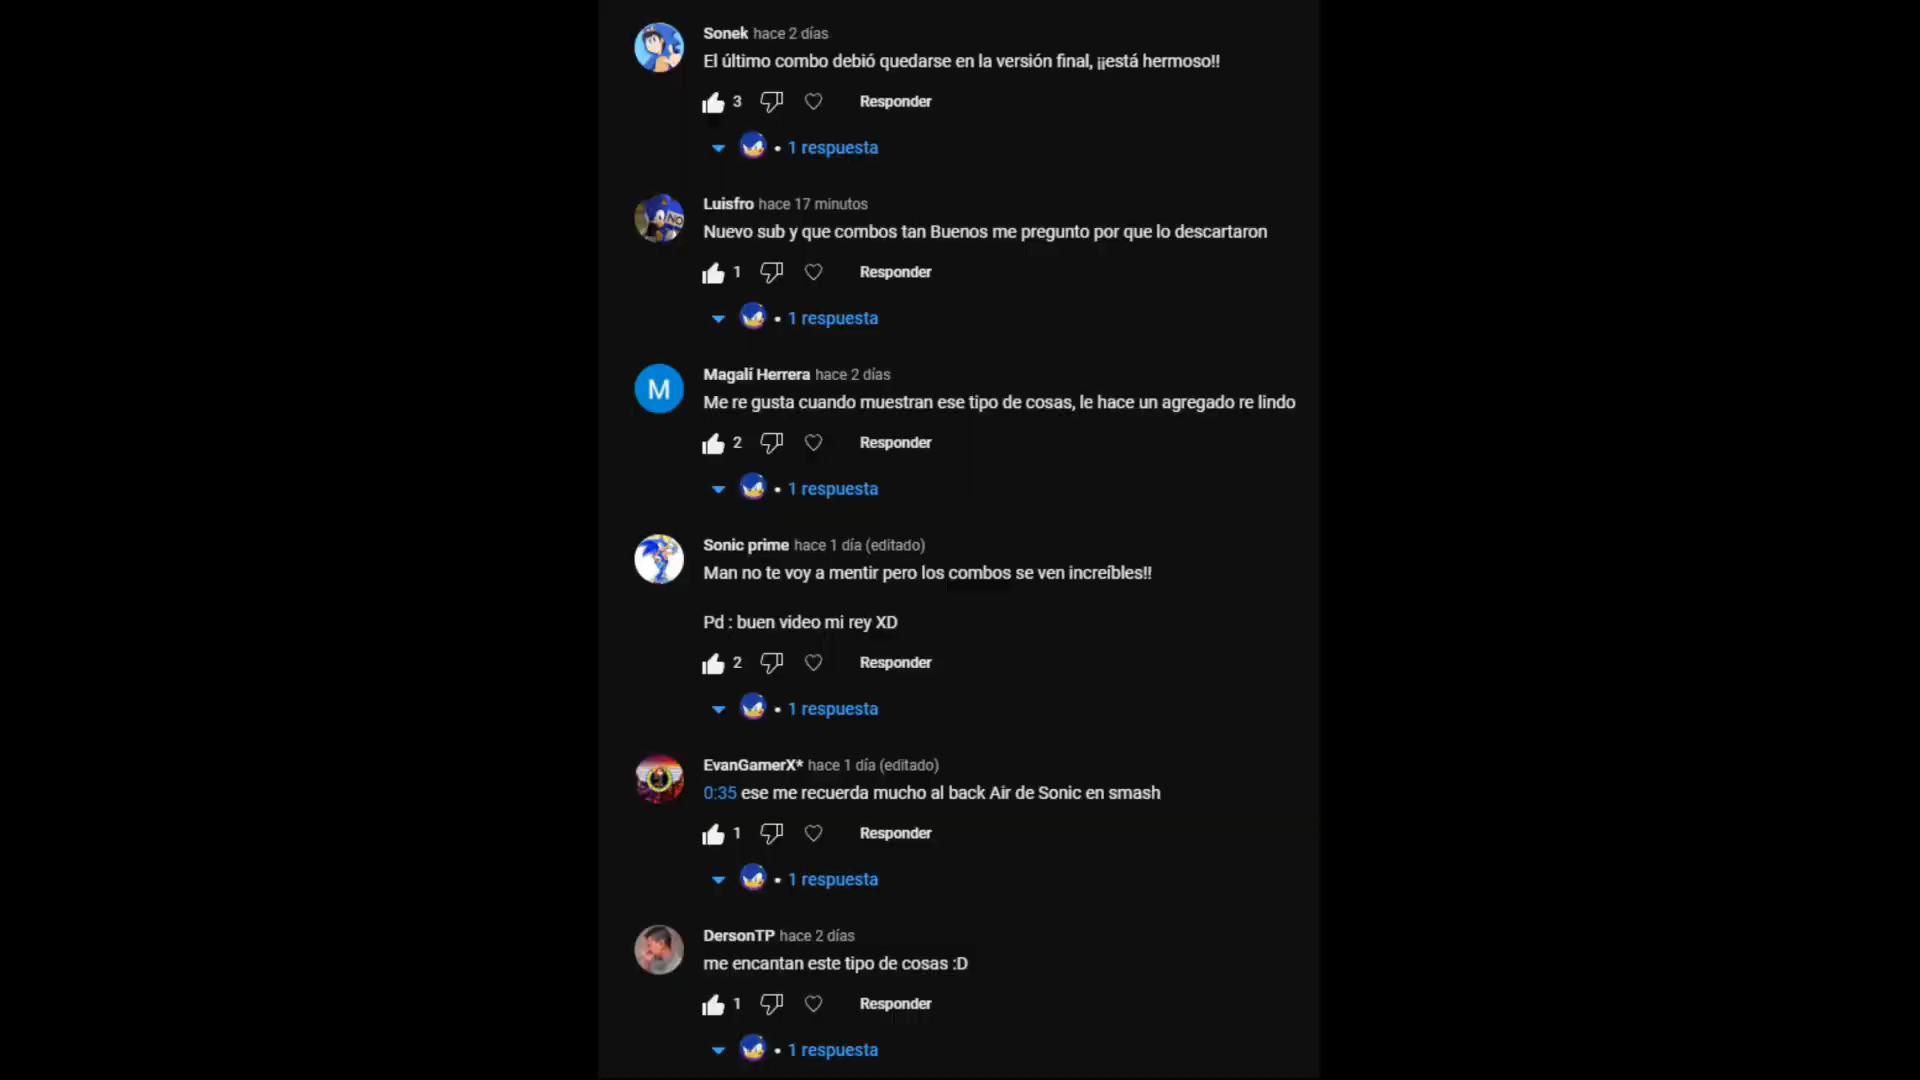 Sonek hace 2 días
El último combo debió quedarse en la versión final, ¡¡está hermoso!!
3 Responder
• 1 respuesta
Luisfro hace 17 minutos
Nuevo sub y que combos tan Buenos me pregunto por que lo descartaron
1 Responder
• 1 respuesta
M
Magalí Herrera hace 2 días
Me re gusta cuando muestran ese tipo de cosas, le hace un agregado re lindo
2 Responder
• 1 respuesta
Sonic prime hace 1 día (editado)
Man no te voy a mentir pero los combos se ven increíbles!!
Pd : buen video mi rey XD
2 Responder
• 1 respuesta
EvanGamerX* hace 1 día (editado)
0:35 ese me recuerda mucho al back Air de Sonic en smash
1 Responder
• 1 respuesta
DersonTP hace 2 días
me encantan este tipo de cosas :D
1 Responder
• 1 respuesta